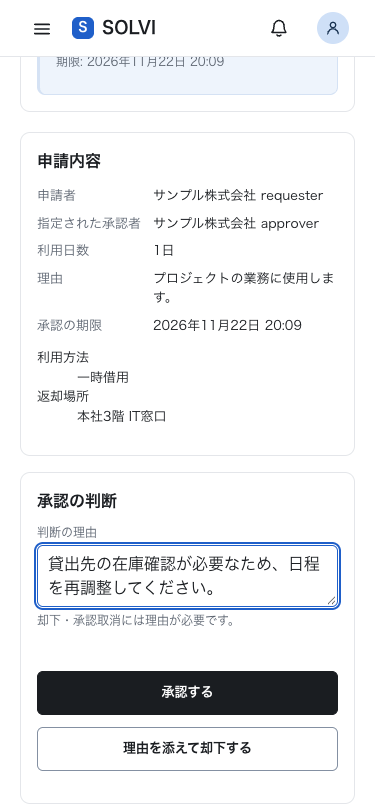 S SOLVI
期限: 2026年11月22日 20:09
申請内容
申請者 サンプル株式会社 requester
指定された承認者 サンプル株式会社 approver
利用日数 1日
理由 プロジェクトの業務に使用しま
す。
承認の期限 2026年11月22日 20:09
利用方法
一時借用
返却場所
本社3階 IT窓口
承認の判断
判断の理由
貸出先の在庫確認が必要なため、日程
を再調整してください。
却下・承認取消には理由が必要です。
承認する
理由を添えて却下する